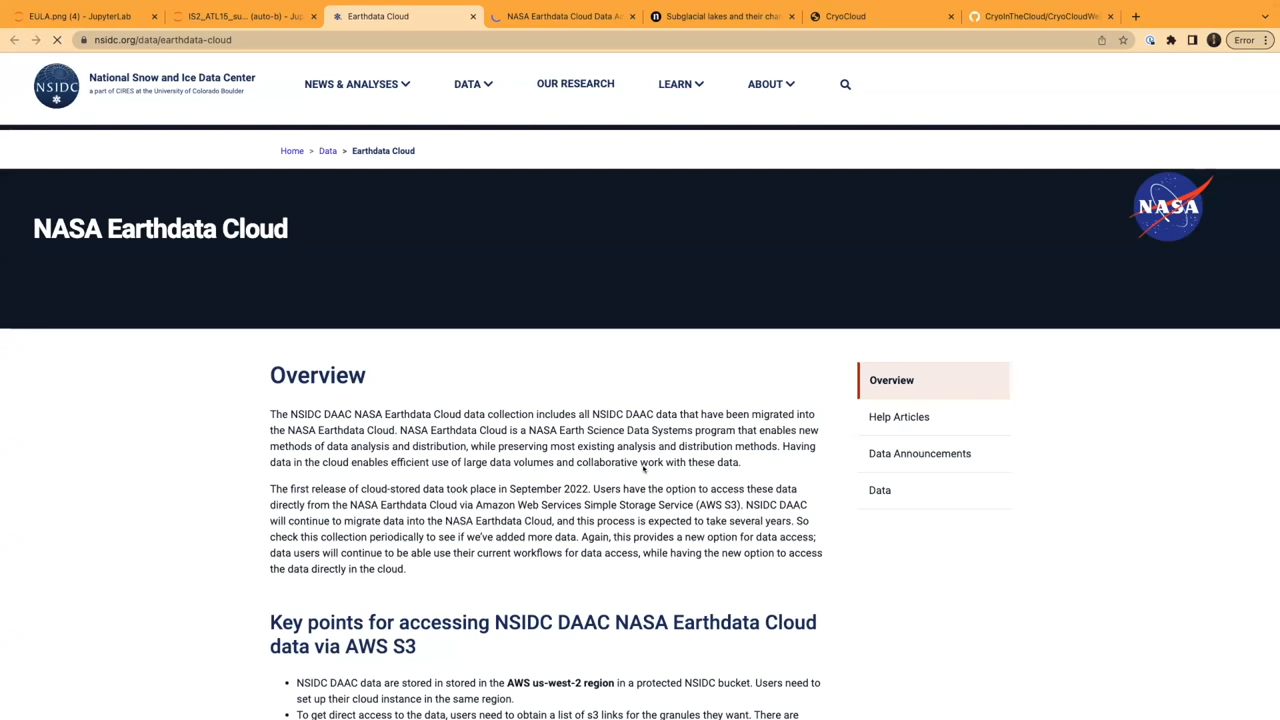 EULA.png (4) - JupyterLab
IS2_ATL15_su... (auto-b) - Jup
Earthdata Cloud
NASA Earthdata Cloud Data A
Subglacial lakes and their cha
CryoCloud
CryoInTheCloud/CryoCloudWe
nsidc.org/data/earthdata-cloud
Error
NSIDC
National Snow and Ice Data Center
a part of CIRES at the University of Colorado Boulder
NEWS & ANALYSES
DATA
OUR RESEARCH
LEARN
ABOUT
Home > Data > Earthdata Cloud
NASA Earthdata Cloud
NASA
Overview
The NSIDC DAAC NASA Earthdata Cloud data collection includes all NSIDC DAAC data that have been migrated into
the NASA Earthdata Cloud. NASA Earthdata Cloud is a NASA Earth Science Data Systems program that enables new
methods of data analysis and distribution, while preserving most existing analysis and distribution methods. Having
data in the cloud enables efficient use of large data volumes and collaborative work with these data.
The first release of cloud-stored data took place in September 2022. Users have the option to access these data
directly from the NASA Earthdata Cloud via Amazon Web Services Simple Storage Service (AWS S3). NSIDC DAAC
will continue to migrate data into the NASA Earthdata Cloud, and this process is expected to take several years. So
check this collection periodically to see if we've added more data. Again, this provides a new option for data access;
data users will continue to be able use their current workflows for data access, while having the new option to access
the data directly in the cloud.
Key points for accessing NSIDC DAAC NASA Earthdata Cloud
data via AWS S3
• NSIDC DAAC data are stored in stored in the AWS us-west-2 region in a protected NSIDC bucket. Users need to
set up their cloud instance in the same region.
• To get direct access to the data, users need to obtain a list of s3 links for the granules they want. There are
Overview
Help Articles
Data Announcements
Data